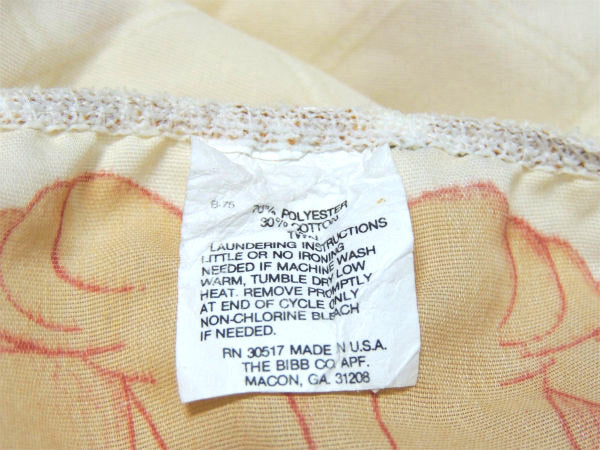 B-75 70% POLYESTER
30% COTTON
TWIN
LAUNDERING INSTRUCTIONS
LITTLE OR NO IRONING
NEEDED IF MACHINE WASH
WARM, TUMBLE DRY LOW
HEAT. REMOVE PROMPTLY
AT END OF CYCLE ONLY
NON-CHLORINE BLEACH
IF NEEDED.
RN 30517 MADE IN U.S.A.
THE BIBB CO APF.
MACON, GA. 31208